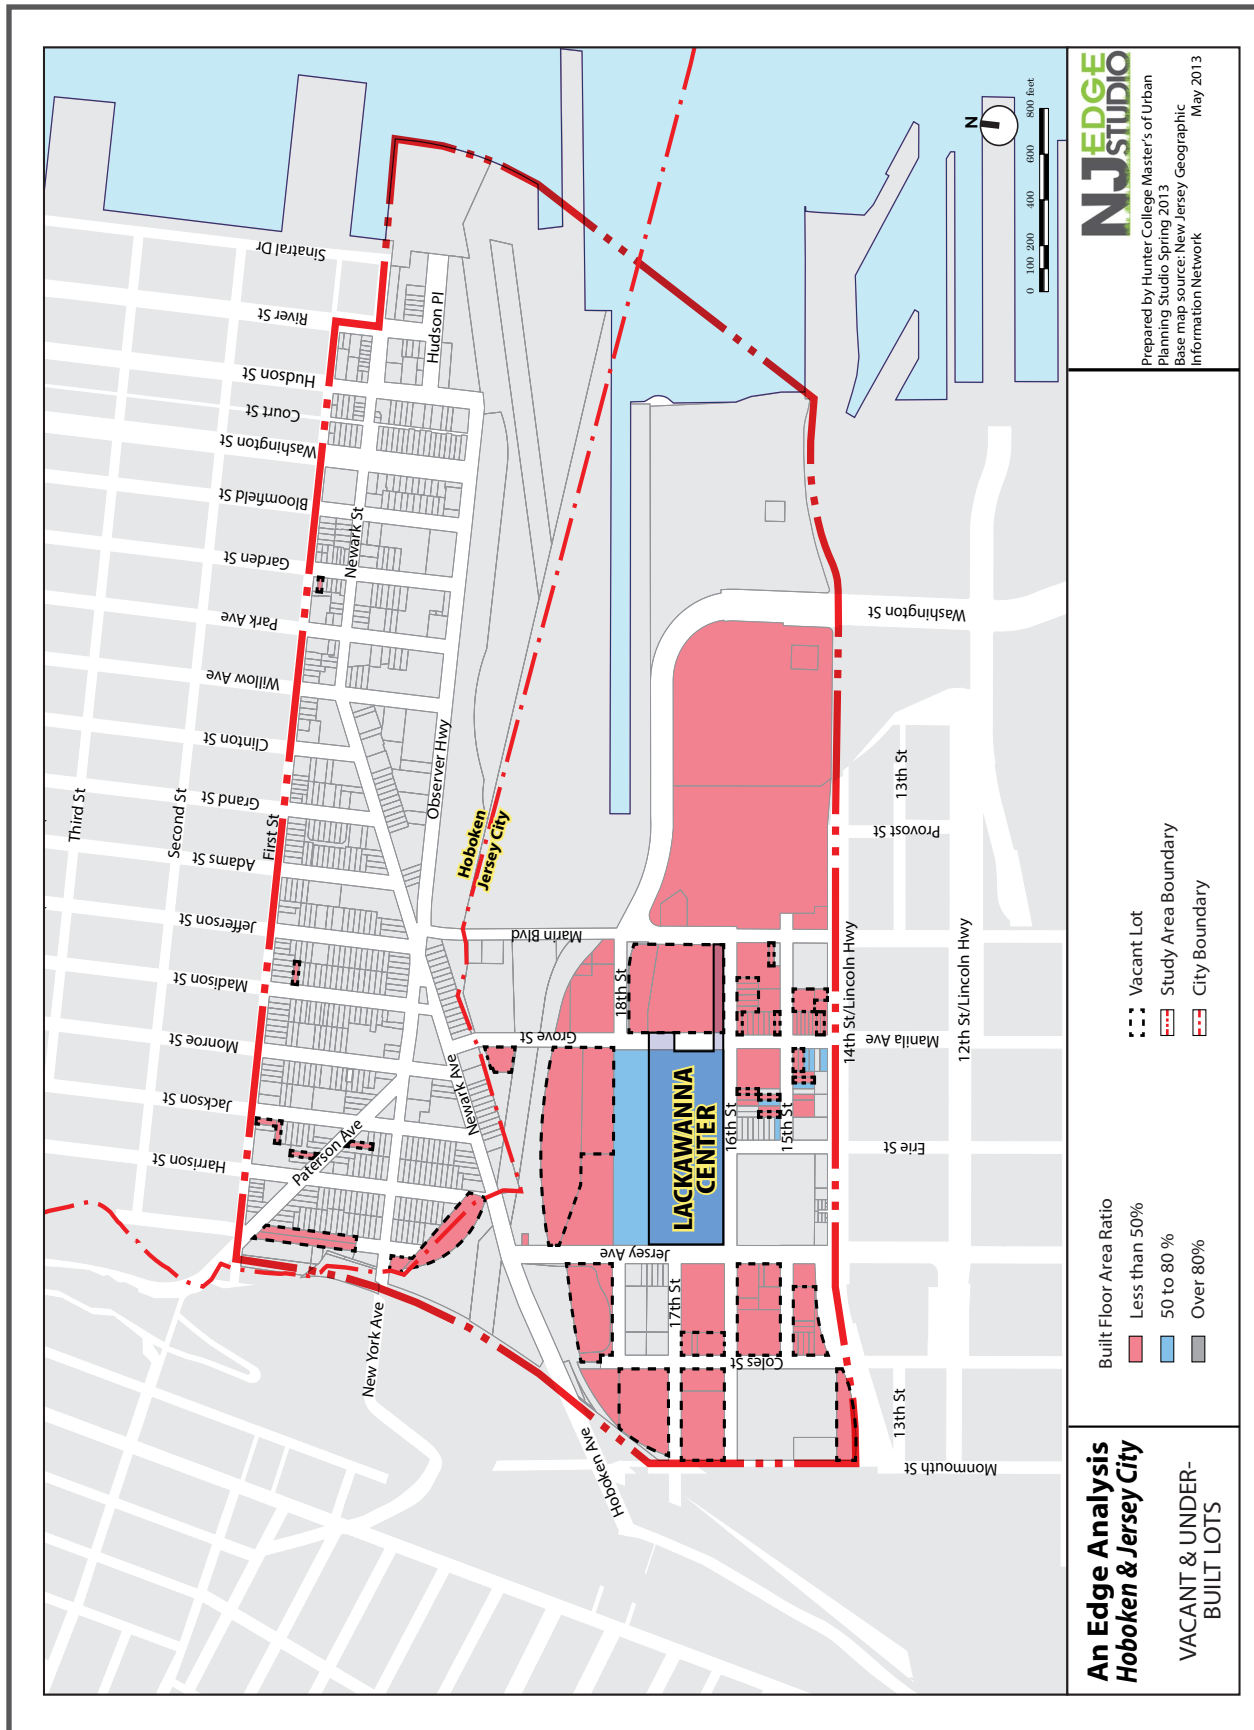 Third St
Second St
First St
Sinatral Dr
River St
Hudson St
Court St
Washington St
Bloomfield St
Garden St
Park Ave
Willow Ave
Clinton St
Grand St
Adams St
Jefferson St
Madison St
Monroe St
Jackson St
Harrison St
Paterson Ave
New York Ave
Newark Ave
Newark St
Hudson Pl
Observer Hwy
Hoboken
Jersey City
Marin Blvd
Grove St
18th St
LACKAWANNA
CENTER
Jersey Ave
17th St
16th St
15th St
Coles St
Hoboken Ave
Monmouth St
13th St
Erie St
Manila Ave
14th St/Lincoln Hwy
12th St/Lincoln Hwy
Provost St
13th St
Washington St
An Edge Analysis
Hoboken & Jersey City
VACANT & UNDER-
BUILT LOTS
Built Floor Area Ratio
Less than 50%
50 to 80 %
Over 80%
Vacant Lot
Study Area Boundary
City Boundary
N
0 100 200 400 600 800 feet
NJ EDGE
STUDIO
Prepared by Hunter College Master's of Urban
Planning Studio Spring 2013
Base map source: New Jersey Geographic
Information Network May 2013